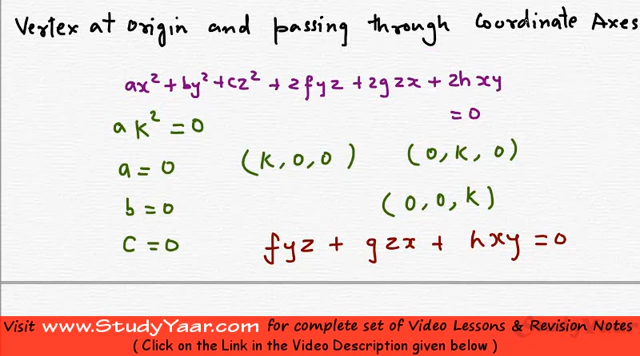 Vertex at origin and passing through Coordinate Axes
ax² + by² + cz² + 2fyz + 2gzx + 2hxy
= 0
ak² = 0
a = 0 (k, 0, 0) (0, k, 0)
b = 0 (0, 0, k)
c = 0 fyz + gzx + hxy = 0
Visit www.StudyYaar.com for complete set of Video Lessons & Revision Notes
( Click on the Link in the Video Description given below )